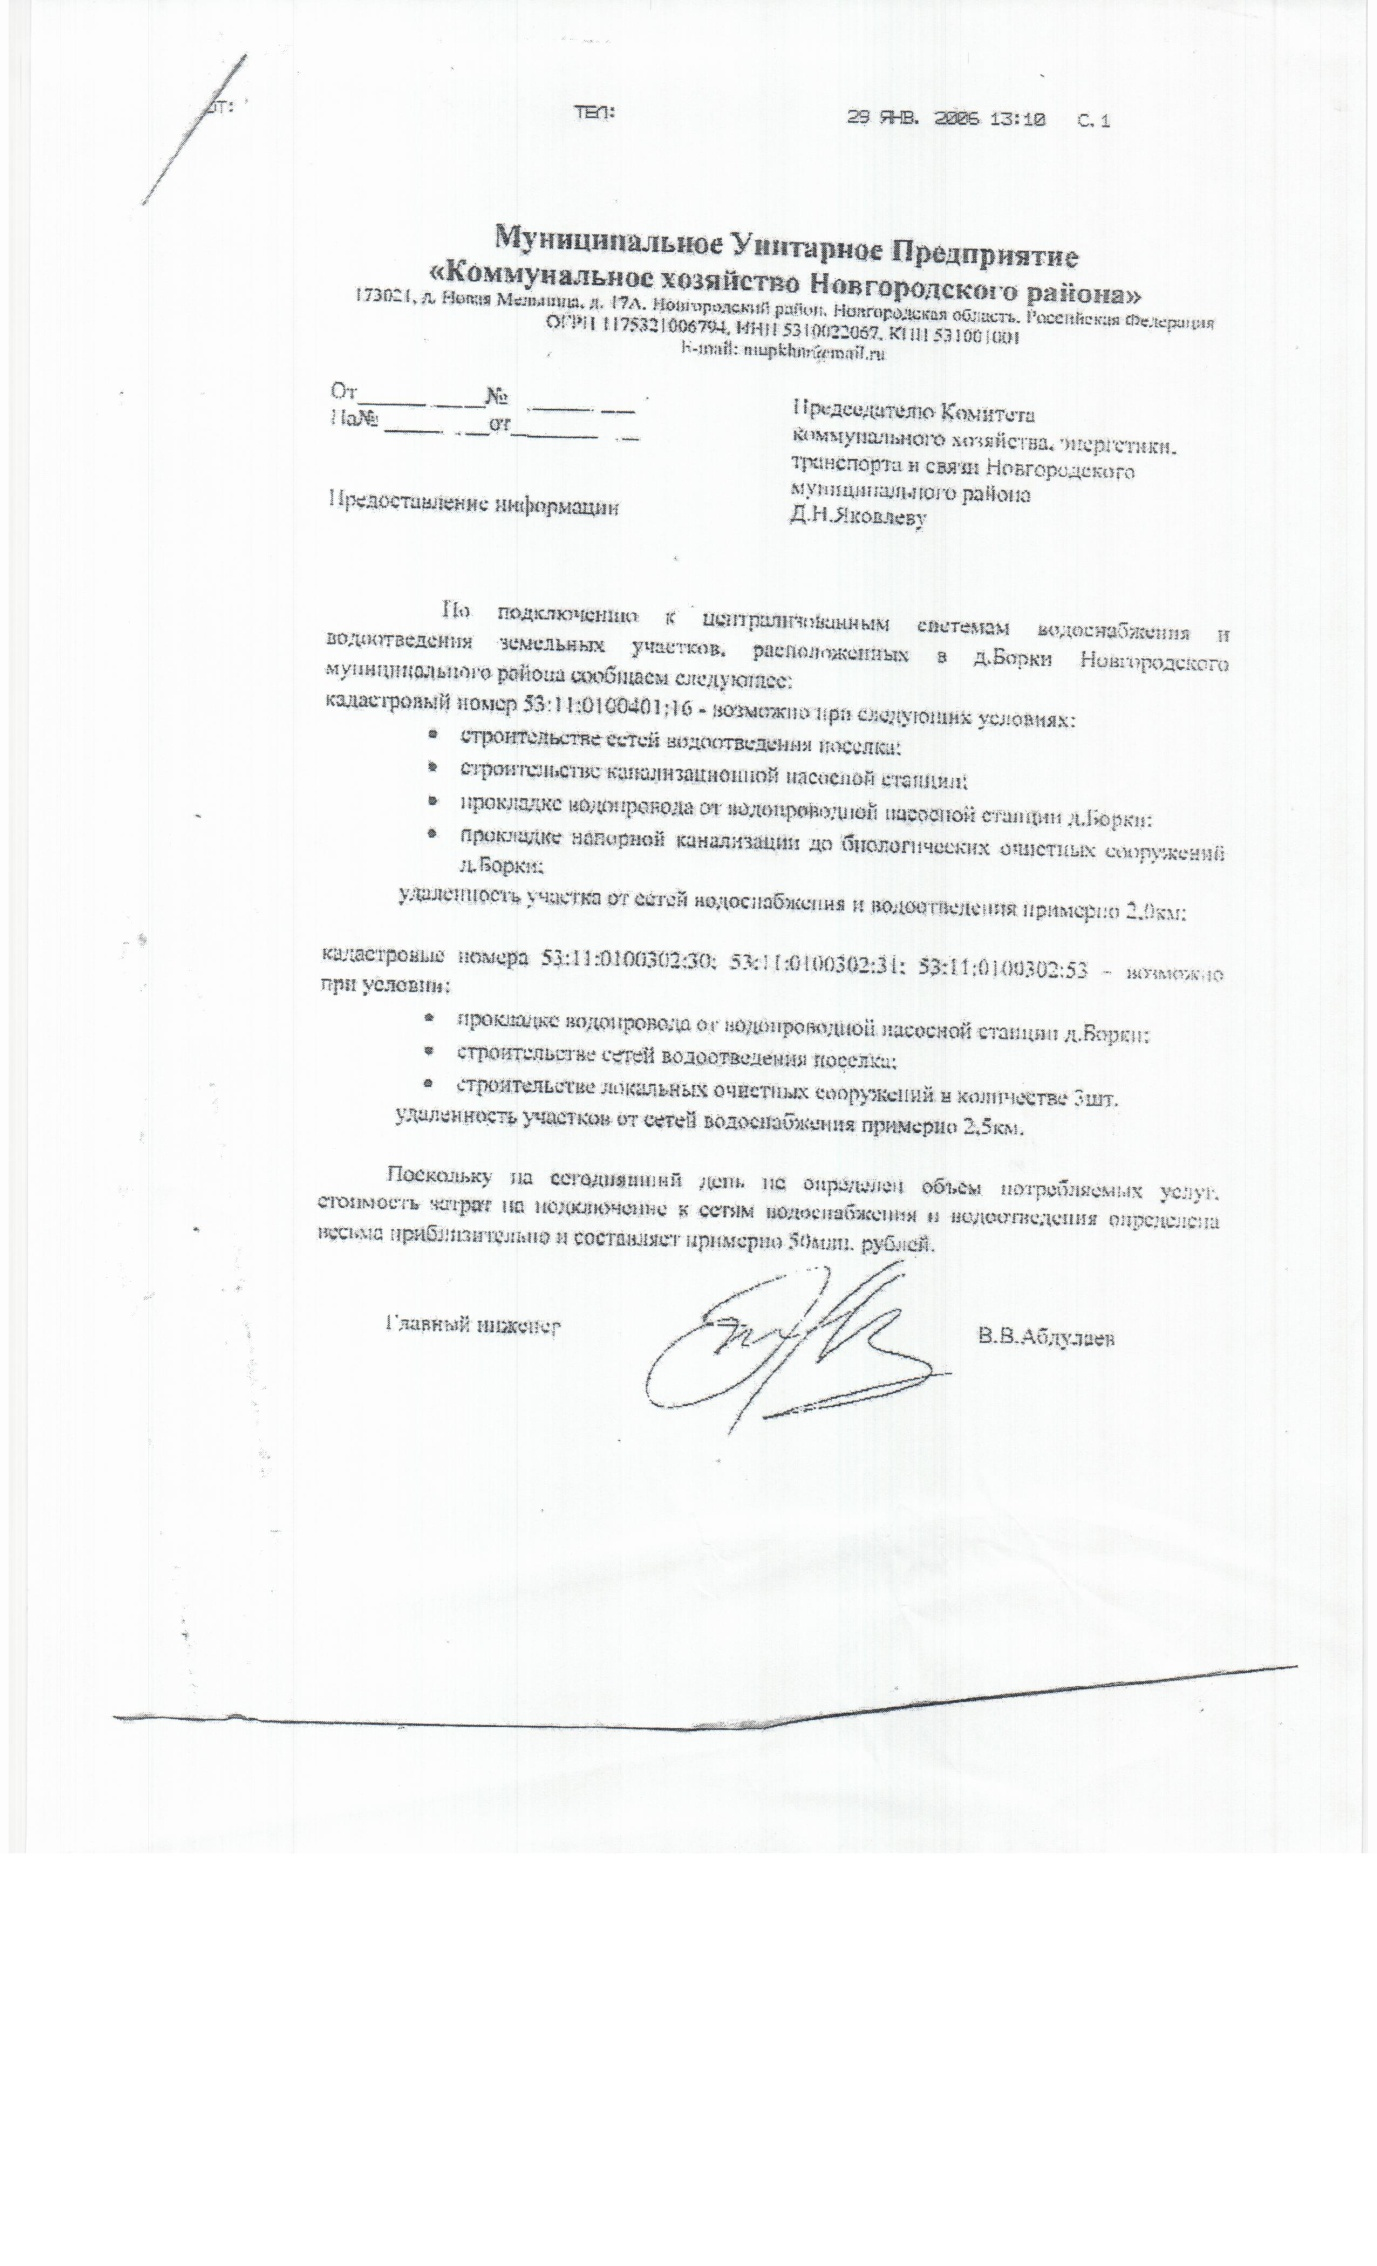 ОТ: ТЕЛ: 29 ЯНВ. 2006 13:10 С.1
Муниципальное Унитарное Предприятие
«Коммунальное хозяйство Новгородского района»
173021, д. Новая Мельница, д. 17А, Новгородский район, Новгородская область, Российская Федерация
ОГРН 1175321006794, ИНН 5310022067, КПП 531001001
E-mail: mupkhnr@mail.ru
От №
На№ от
Предоставление информации
Председателю Комитета
коммунального хозяйства, энергетики,
транспорта и связи Новгородского
муниципального района
Д.Н.Яковлеву
По подключению к централизованным системам водоснабжения и
водоотведения земельных участков, расположенных в д.Борки Новгородского
муниципального района сообщаем следующее:
кадастровый номер 53:11:0100401:16 - возможно при следующих условиях:
• строительстве сетей водоотведения поселка;
• строительстве канализационной насосной станции;
• прокладке водопровода от водопроводной насосной станции д.Борки;
• прокладке напорной канализации до биологических очистных сооружений
д.Борки;
удаленность участка от сетей водоснабжения и водоотведения примерно 2,0км;
кадастровые номера 53:11:0100302:30; 53:11:0100302:31; 53:11:0100302:53 – возможно
при условии:
• прокладке водопровода от водопроводной насосной станции д.Борки;
• строительстве сетей водоотведения поселка;
• строительстве локальных очистных сооружений в количестве 3шт.
удаленность участков от сетей водоснабжения примерно 2,5км.
Поскольку на сегодняшний день не определен объем потребляемых услуг,
стоимость затрат на подключение к сетям водоснабжения и водоотведения определена
весьма приблизительно и составляет примерно 50млн. рублей.
Главный инженер В.В.Абдулаев